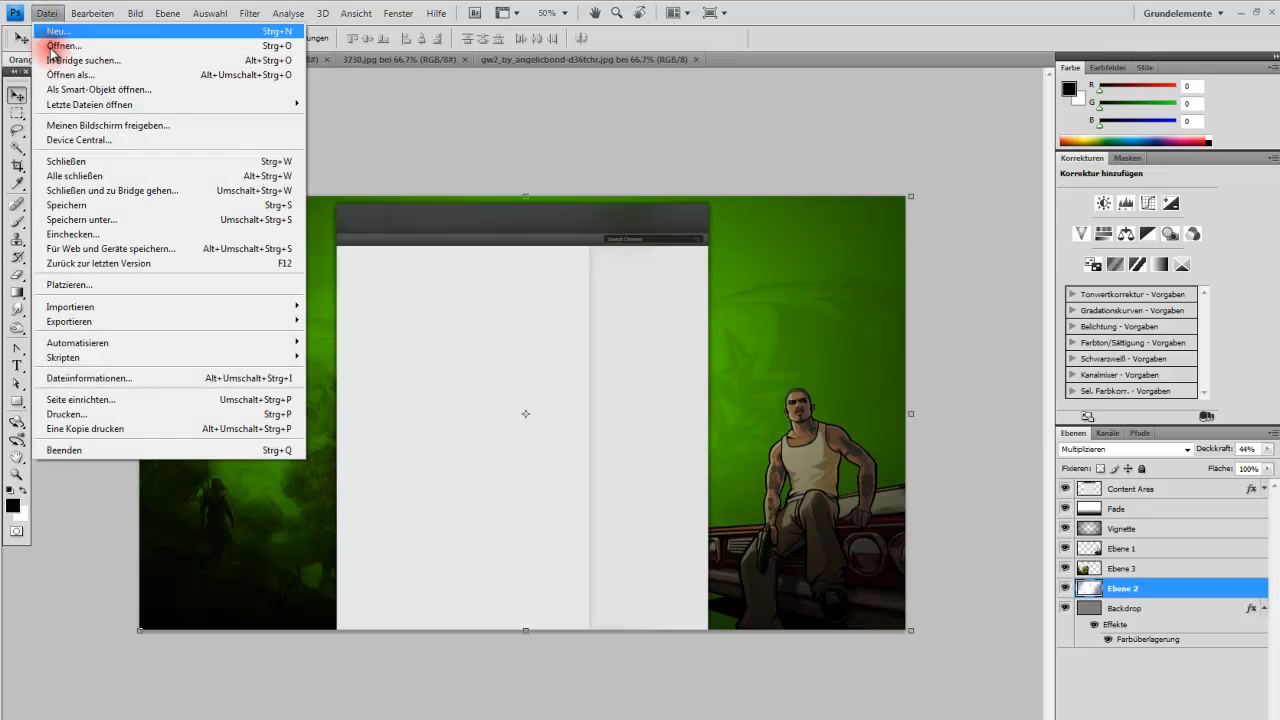 Ps Datei Bearbeiten Bild Ebene Auswahl Filter Analyse 3D Ansicht Fenster Hilfe Br 50% Grundelemente
Neu... Strg+N
Öffnen... Strg+O
In Bridge suchen... Alt+Strg+O
Öffnen als... Alt+Umschalt+Strg+O
Als Smart-Objekt öffnen...
Letzte Dateien öffnen
Meinen Bildschirm freigeben...
Device Central...
Schließen Strg+W
Alle schließen Alt+Strg+W
Schließen und zu Bridge gehen... Umschalt+Strg+W
Speichern Strg+S
Speichern unter... Umschalt+Strg+S
Einchecken...
Für Web und Geräte speichern... Alt+Umschalt+Strg+S
Zurück zur letzten Version F12
Platzieren...
Importieren
Exportieren
Automatisieren
Skripten
Dateiinformationen... Alt+Umschalt+Strg+I
Seite einrichten... Umschalt+Strg+P
Drucken... Strg+P
Eine Kopie drucken Alt+Umschalt+Strg+P
Beenden Strg+Q
3730.jpg bei 66,7% (RGB/8#) × gw2_by_angelicbond-d36tchr.jpg bei 66,7% (RGB/8#) ×
Search Channel
Farbe Farbfelder Stile
R 0
G 0
B 0
Korrekturen Masken
Korrektur hinzufügen
Tonwertkorrektur - Vorgaben
Gradationskurven - Vorgaben
Belichtung - Vorgaben
Farbton/Sättigung - Vorgaben
Schwarzweiß - Vorgaben
Kanalmixer - Vorgaben
Sel. Farbkorr.- Vorgaben
Ebenen Kanäle Pfade
Multiplizieren Deckkraft: 44%
Fixieren: Fläche: 100%
Content Area fx
Fade
Vignette
Ebene 1
Ebene 3
Ebene 2
Backdrop fx
Effekte
Farbüberlagerung